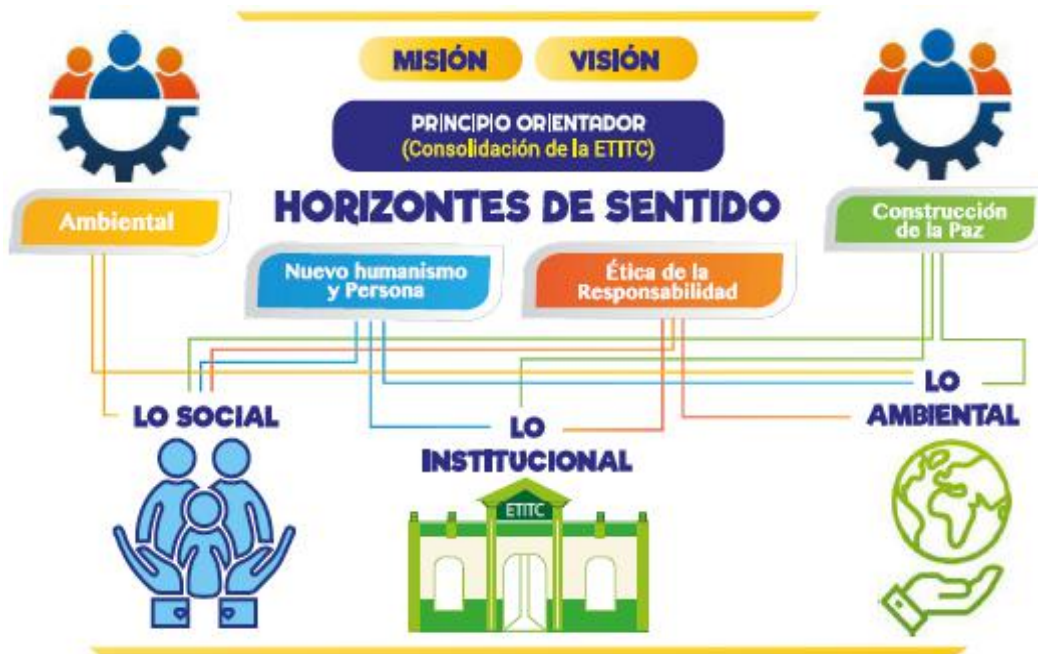 MISIÓN
VISIÓN
PRINCIPIO ORIENTADOR
(Consolidación de la ETITC)
HORIZONTES DE SENTIDO
Ambiental
Construcción
de la Paz
Nuevo humanismo
y Persona
Ética de la
Responsabilidad
LO SOCIAL
LO
INSTITUCIONAL
LO
AMBIENTAL
ETITC